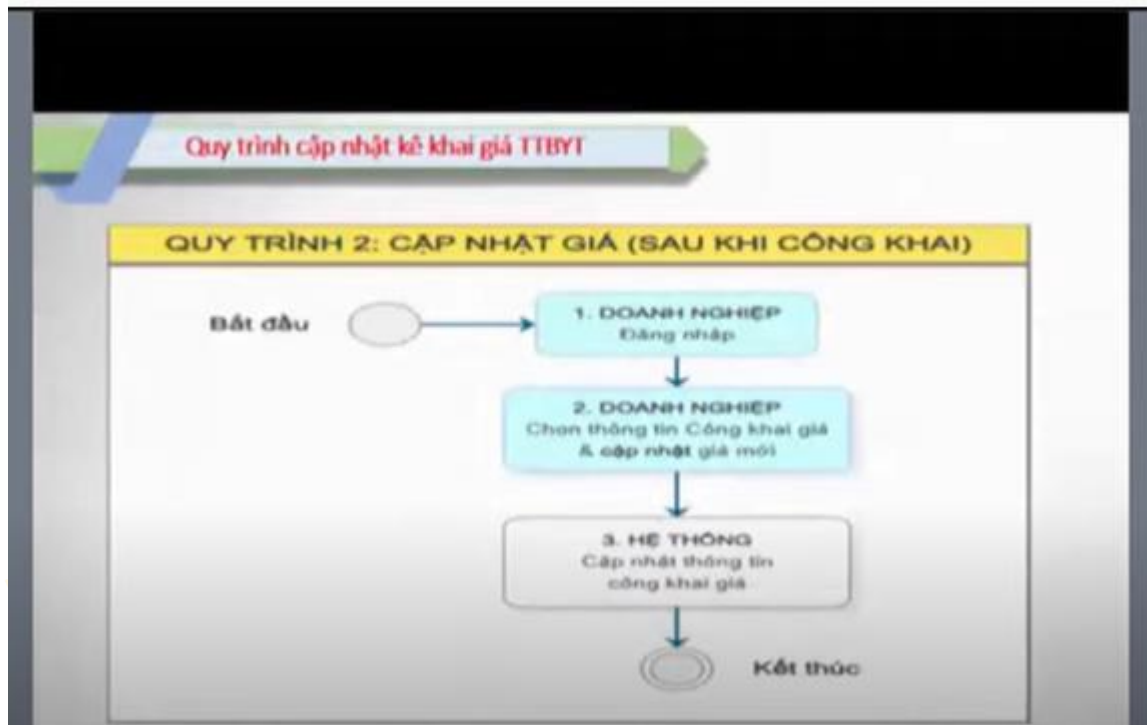 Quy trình cập nhật kê khai giá TTBYT
QUY TRÌNH 2: CẬP NHẬT GIÁ (SAU KHI CÔNG KHAI)
Bắt đầu
1. DOANH NGHIỆP
Đăng nhập
2. DOANH NGHIỆP
Chọn thông tin Công khai giá
& cập nhật giá mới
3. HỆ THỐNG
Cập nhật thông tin
công khai giá
Kết thúc